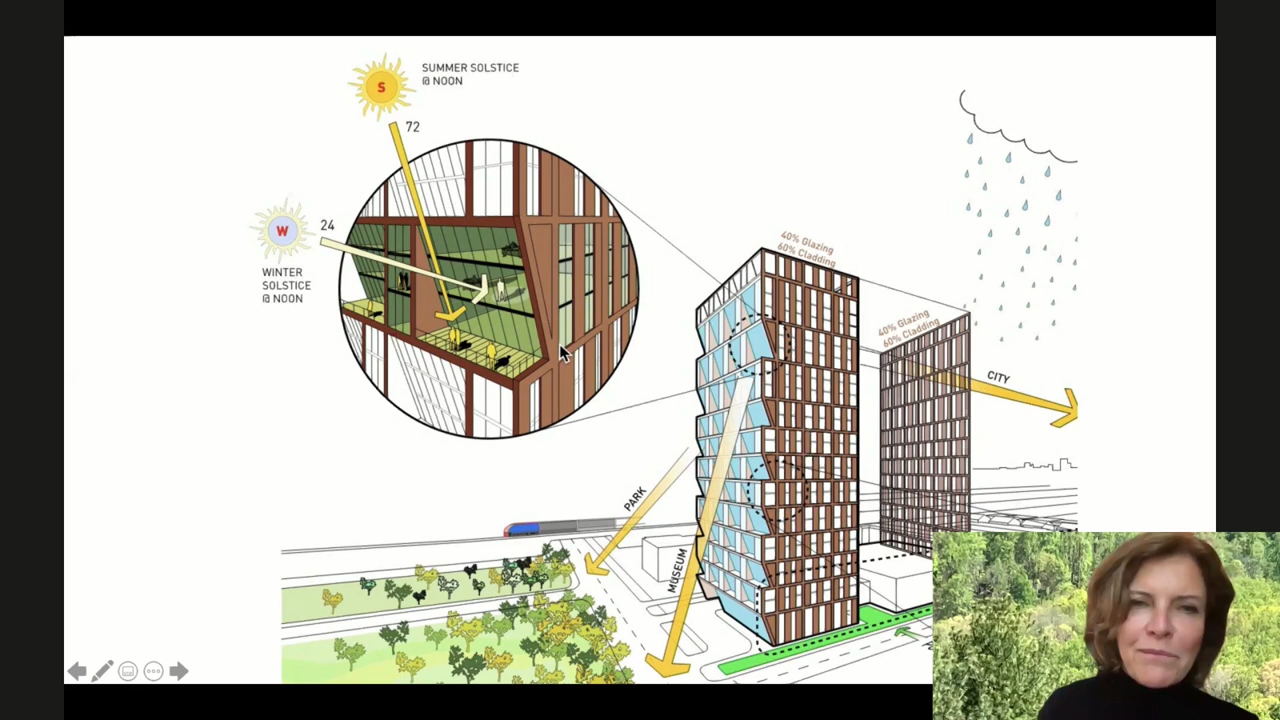 SUMMER SOLSTICE
@ NOON
S
72
W
24
WINTER
SOLSTICE
@ NOON
40% Glazing
60% Cladding
40% Glazing
60% Cladding
CITY
PARK
MUSEUM